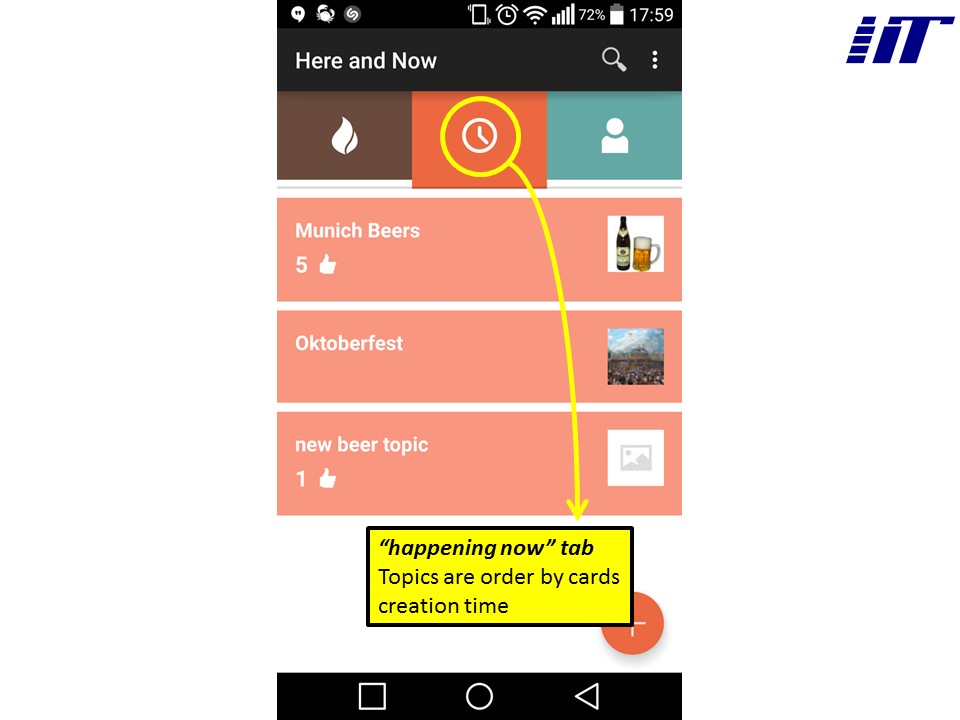 72% 17:59
IIT
Here and Now
Munich Beers
5
Oktoberfest
new beer topic
1
“happening now” tab
Topics are order by cards
creation time